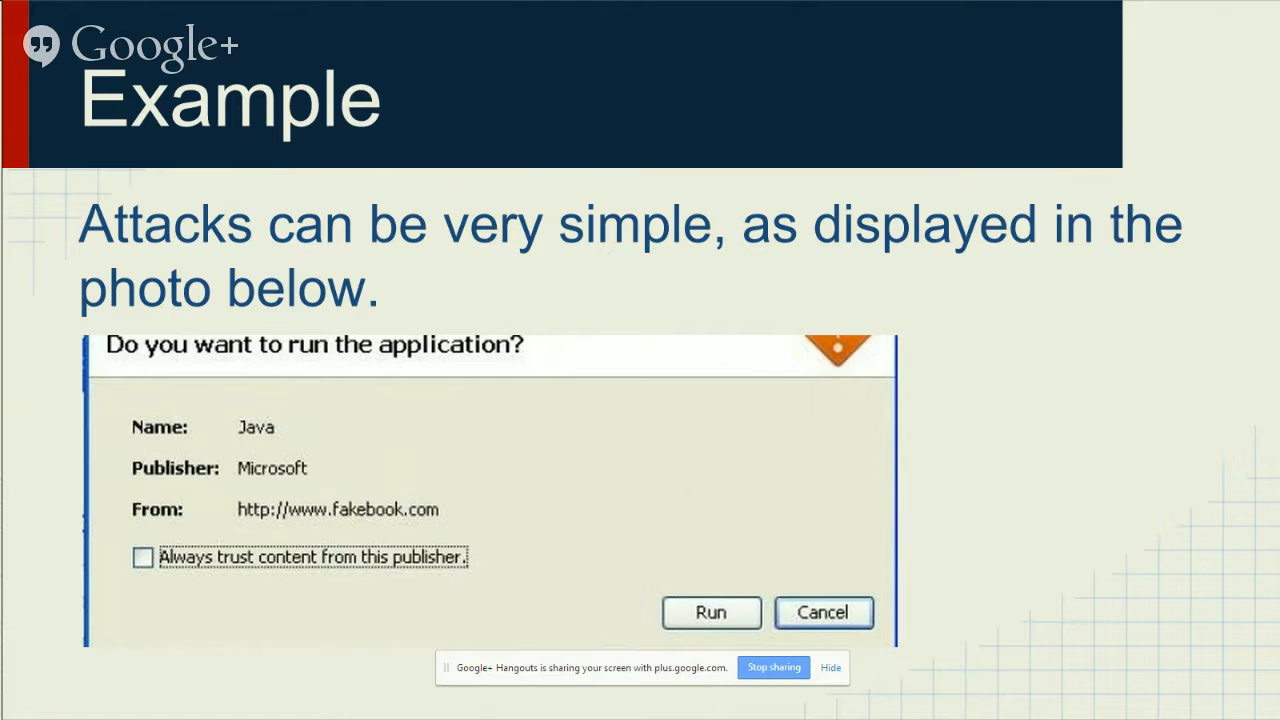 Google+
Example
Attacks can be very simple, as displayed in the
photo below.
Do you want to run the application?
Name: Java
Publisher: Microsoft
From: http://www.fakebook.com
Always trust content from this publisher.
Run Cancel
Google+ Hangouts is sharing your screen with plus.google.com. Stop sharing Hide